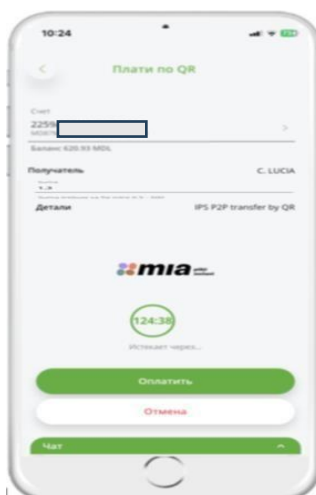 10:24
Плати по QR
Счет
2259
Баланс 620.93 MDL
Получатель C. LUCIA
Детали IPS P2P transfer by QR
mia
124:38
Истекает через...
Оплатить
Отмена
Чат